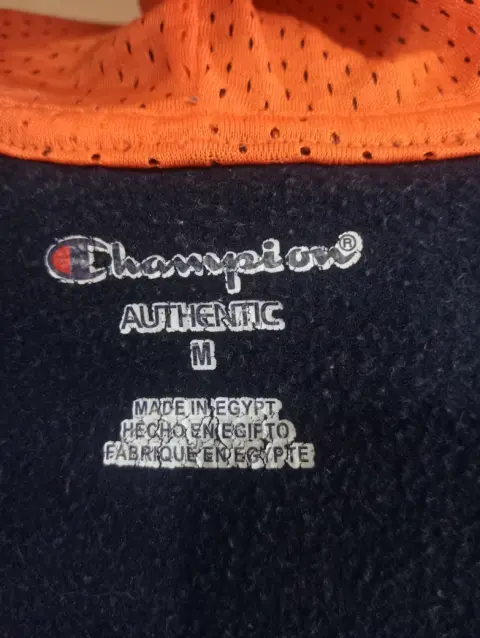 Champion®
AUTHENTIC
M
MADE IN EGYPT
HECHO EN EGIPTO
FABRIQUE EN EGYPTE